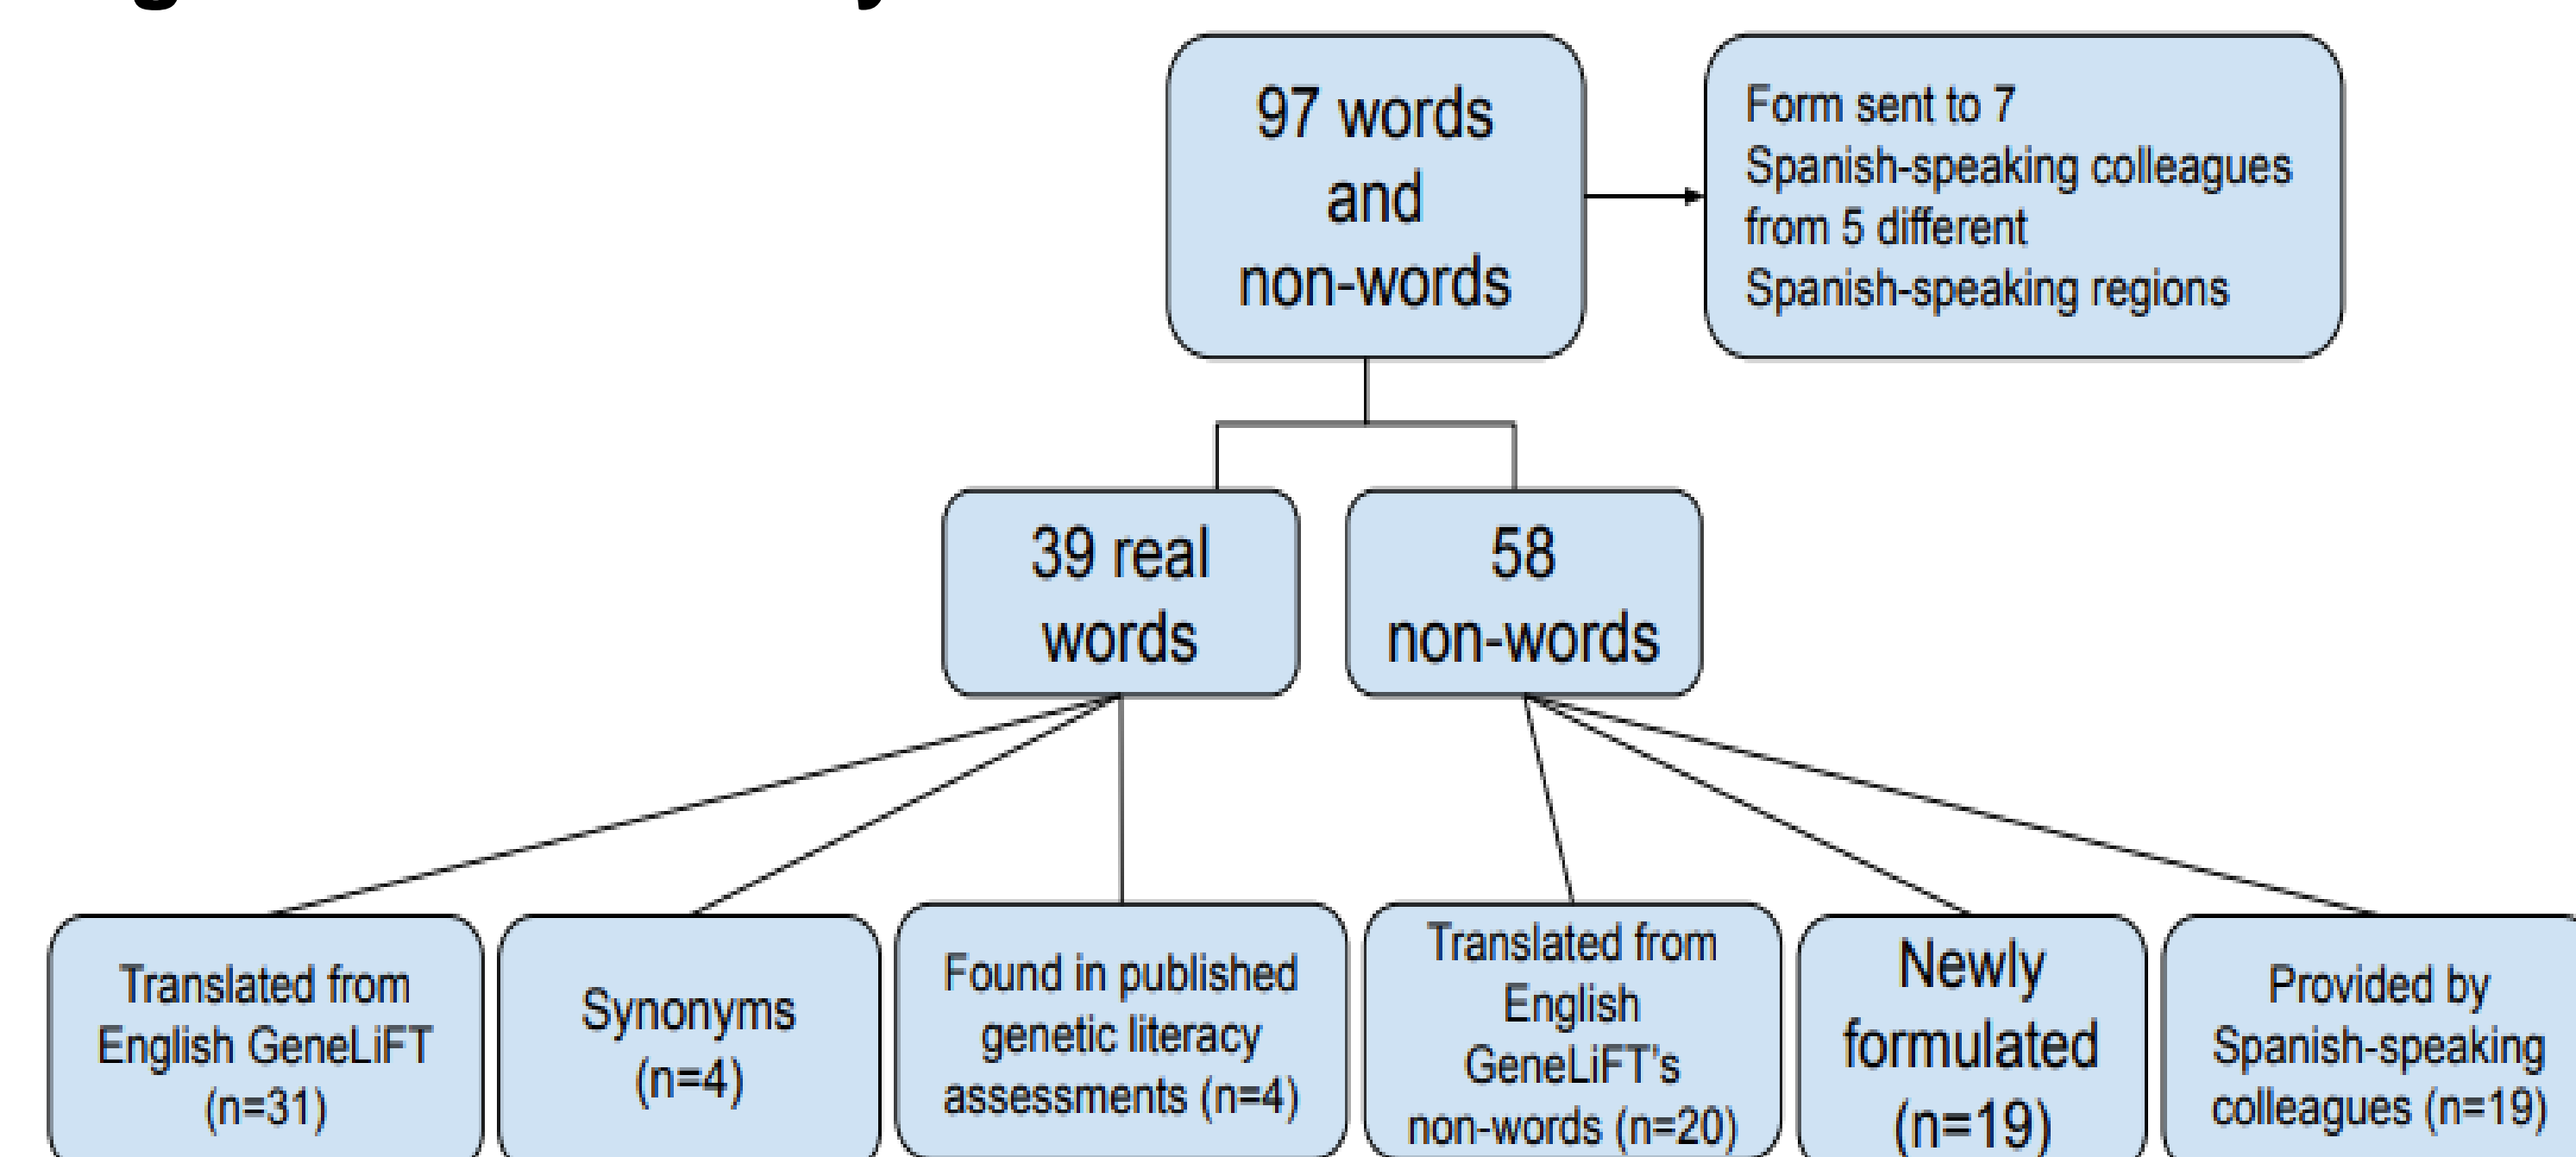 97 words
and
non-words
Form sent to 7
Spanish-speaking colleagues
from 5 different
Spanish-speaking regions
39 real
words
58
non-words
Translated from
English GeneLiFT
(n=31)
Synonyms
(n=4)
Found in published
genetic literacy
assessments (n=4)
Translated from
English
GeneLiFT's
non-words (n=20)
Newly
formulated
(n=19)
Provided by
Spanish-speaking
colleagues (n=19)